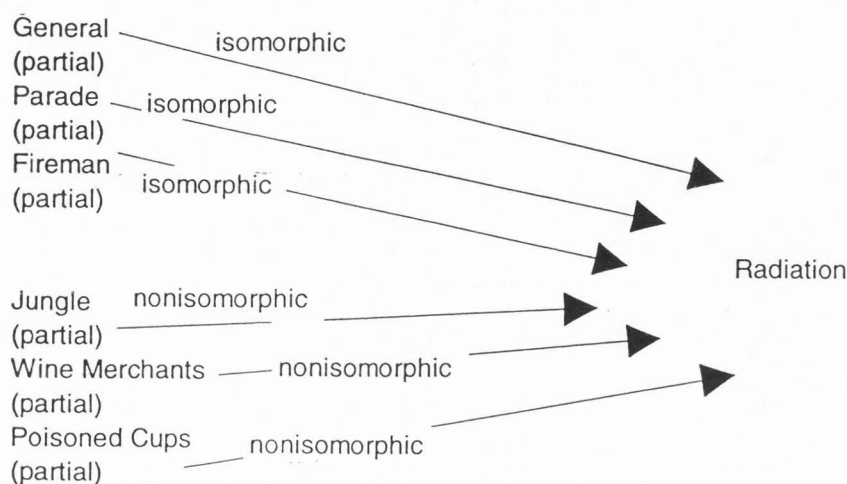 General
isomorphic
(partial)
Parade
isomorphic
(partial)
Fireman
isomorphic
(partial)
Radiation
Jungle
nonisomorphic
(partial)
Wine Merchants
nonisomorphic
(partial)
Poisoned Cups
nonisomorphic
(partial)